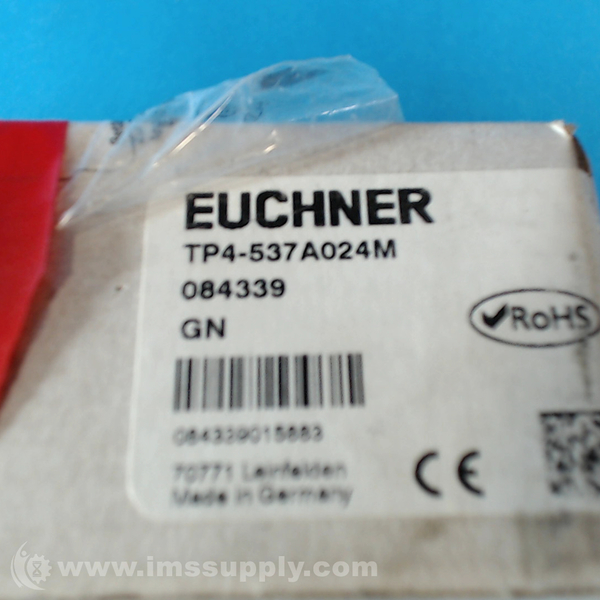 EUCHNER
TP4-537A024M
084339
GN
RoHS
084339015883
70771 Leinfelden
Made in Germany
CE
www.imssupply.com